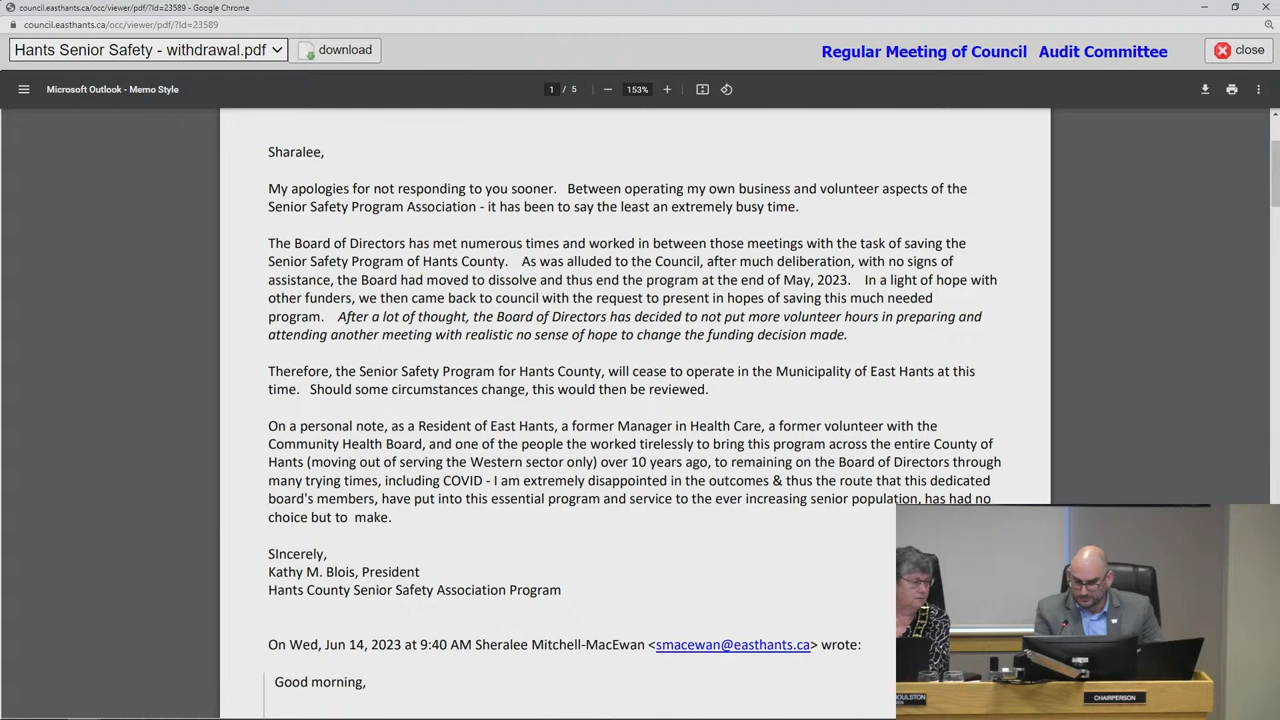 council.easthants.ca/occ/viewer/pdf/?Id=23589 - Google Chrome
council.easthants.ca/occ/viewer/pdf/?Id=23589
Hants Senior Safety - withdrawal.pdf download Regular Meeting of Council Audit Committee close
Microsoft Outlook - Memo Style 1 / 5 153%
Sharalee,
My apologies for not responding to you sooner. Between operating my own business and volunteer aspects of the
Senior Safety Program Association - it has been to say the least an extremely busy time.
The Board of Directors has met numerous times and worked in between those meetings with the task of saving the
Senior Safety Program of Hants County. As was alluded to the Council, after much deliberation, with no signs of
assistance, the Board had moved to dissolve and thus end the program at the end of May, 2023. In a light of hope with
other funders, we then came back to council with the request to present in hopes of saving this much needed
program. After a lot of thought, the Board of Directors has decided to not put more volunteer hours in preparing and
attending another meeting with realistic no sense of hope to change the funding decision made.
Therefore, the Senior Safety Program for Hants County, will cease to operate in the Municipality of East Hants at this
time. Should some circumstances change, this would then be reviewed.
On a personal note, as a Resident of East Hants, a former Manager in Health Care, a former volunteer with the
Community Health Board, and one of the people the worked tirelessly to bring this program across the entire County of
Hants (moving out of serving the Western sector only) over 10 years ago, to remaining on the Board of Directors through
many trying times, including COVID - I am extremely disappointed in the outcomes & thus the route that this dedicated
board's members, have put into this essential program and service to the ever increasing senior population, has had no
choice but to make.
SIncerely,
Kathy M. Blois, President
Hants County Senior Safety Association Program
On Wed, Jun 14, 2023 at 9:40 AM Sheralee Mitchell-MacEwan <smacewan@easthants.ca> wrote:
Good morning,
CHAIRPERSON